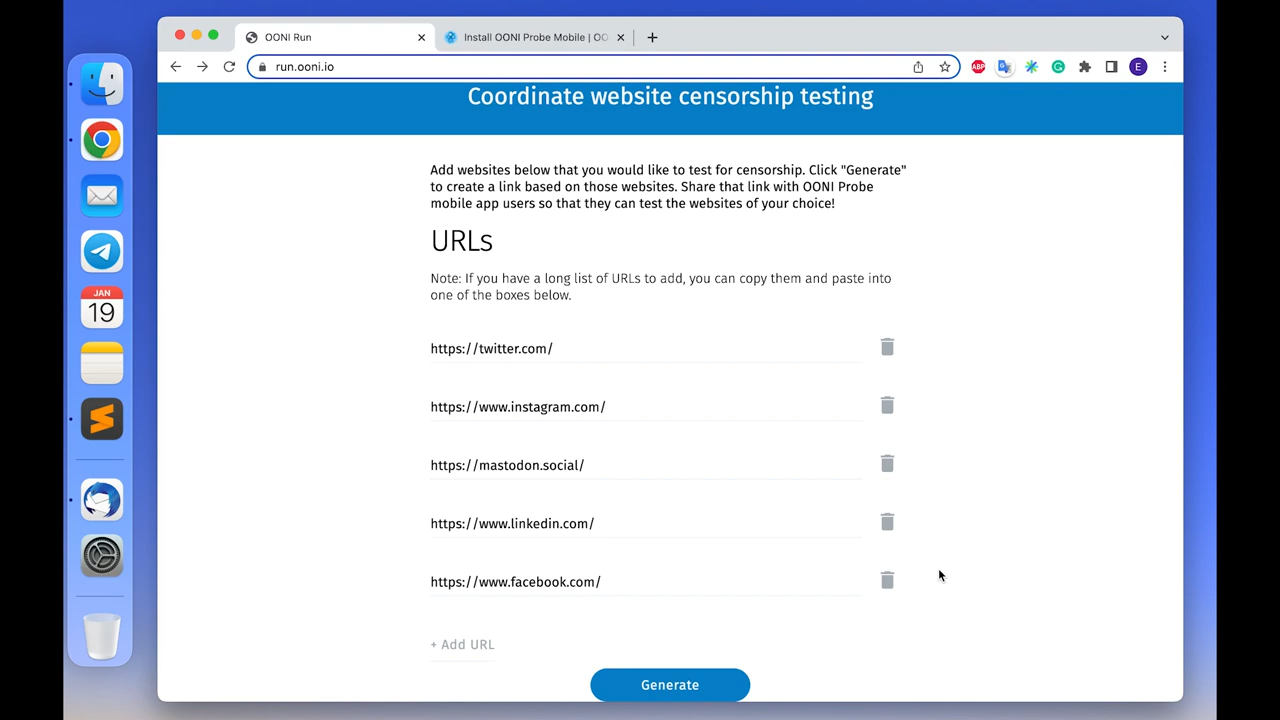 OONI Run
Install OONI Probe Mobile | OO
run.ooni.io
ABP
E
Coordinate website censorship testing
Add websites below that you would like to test for censorship. Click "Generate"
to create a link based on those websites. Share that link with OONI Probe
mobile app users so that they can test the websites of your choice!
URLs
Note: If you have a long list of URLs to add, you can copy them and paste into
one of the boxes below.
https://twitter.com/
https://www.instagram.com/
https://mastodon.social/
https://www.linkedin.com/
https://www.facebook.com/
+ Add URL
Generate
JAN
19